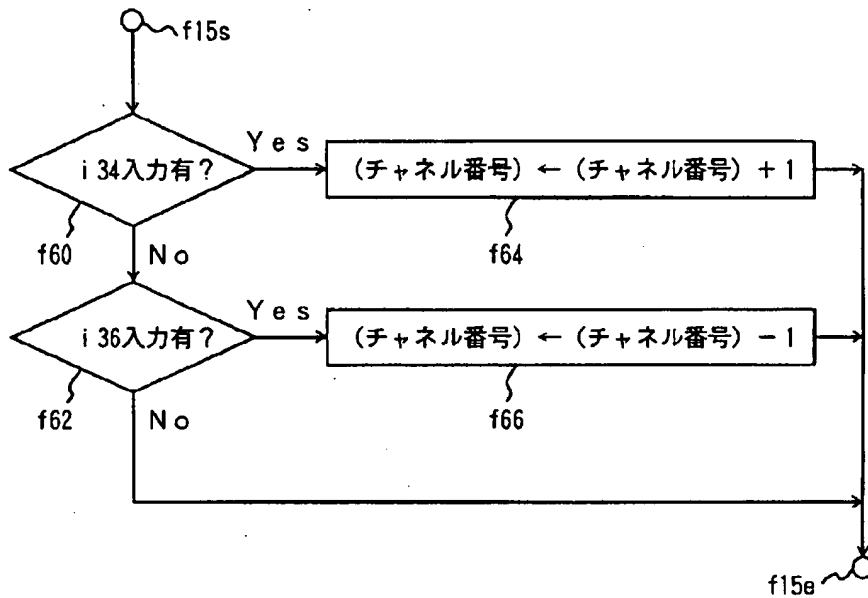 f15s
Yes
i34入力有?
(チャネル番号) ← (チャネル番号) + 1
f60
No
f64
Yes
i36入力有?
(チャネル番号) ← (チャネル番号) − 1
f62
No
f66
f15e